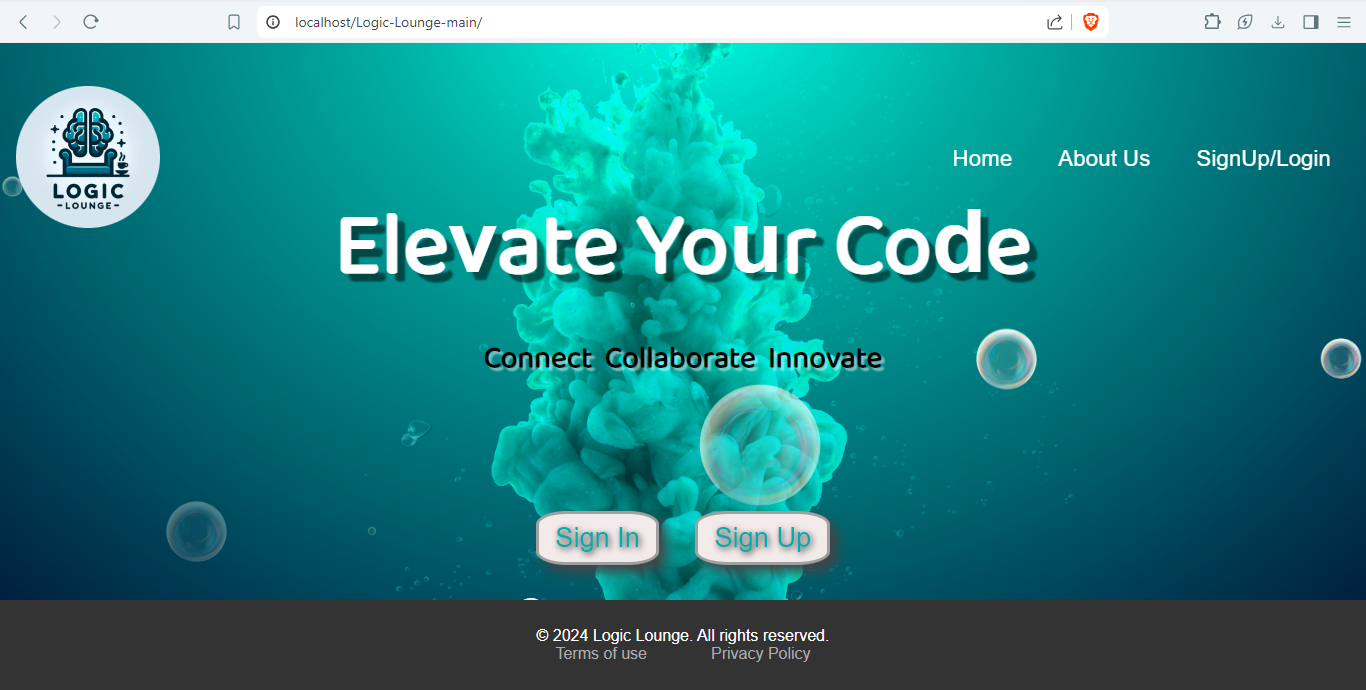 localhost/Logic-Lounge-main/
LOGIC
-LOUNGE-
Home About Us SignUp/Login
Elevate Your Code
Connect Collaborate Innovate
Sign In Sign Up
© 2024 Logic Lounge. All rights reserved.
Terms of use Privacy Policy